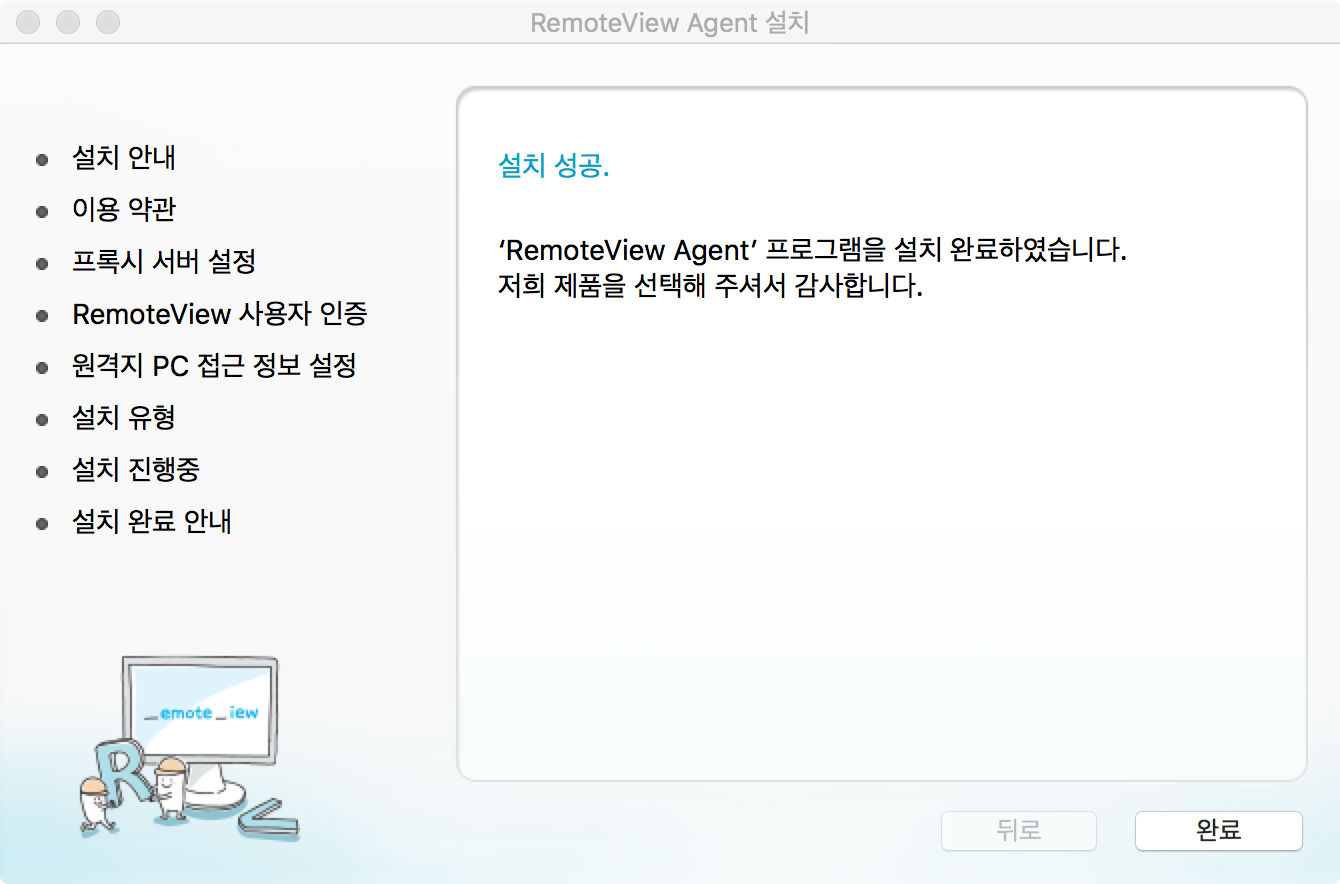 RemoteView Agent 설치
설치 안내
이용 약관
프록시 서버 설정
RemoteView 사용자 인증
원격지 PC 접근 정보 설정
설치 유형
설치 진행중
설치 완료 안내
설치 성공.
‘RemoteView Agent’ 프로그램을 설치 완료하였습니다.
저희 제품을 선택해 주셔서 감사합니다.
_emote_iew
R
V
뒤로
완료